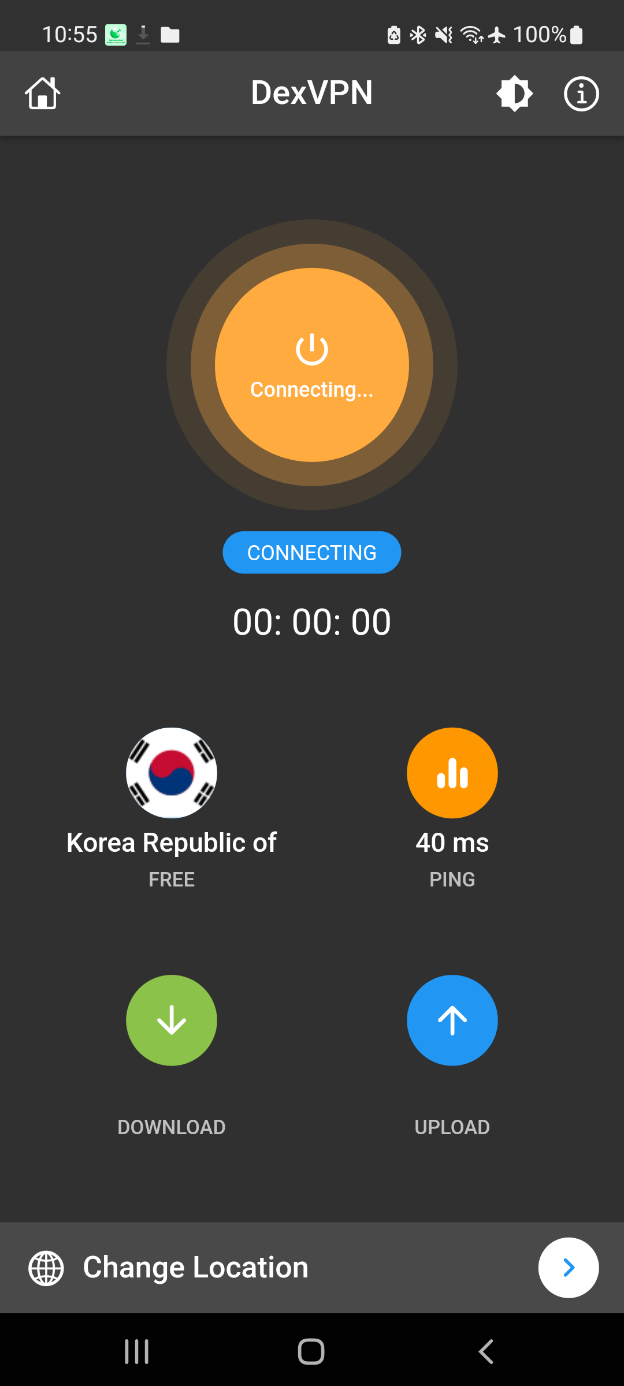 10:55 100%
DexVPN
Connecting...
CONNECTING
00: 00: 00
Korea Republic of 40 ms
FREE PING
DOWNLOAD UPLOAD
Change Location